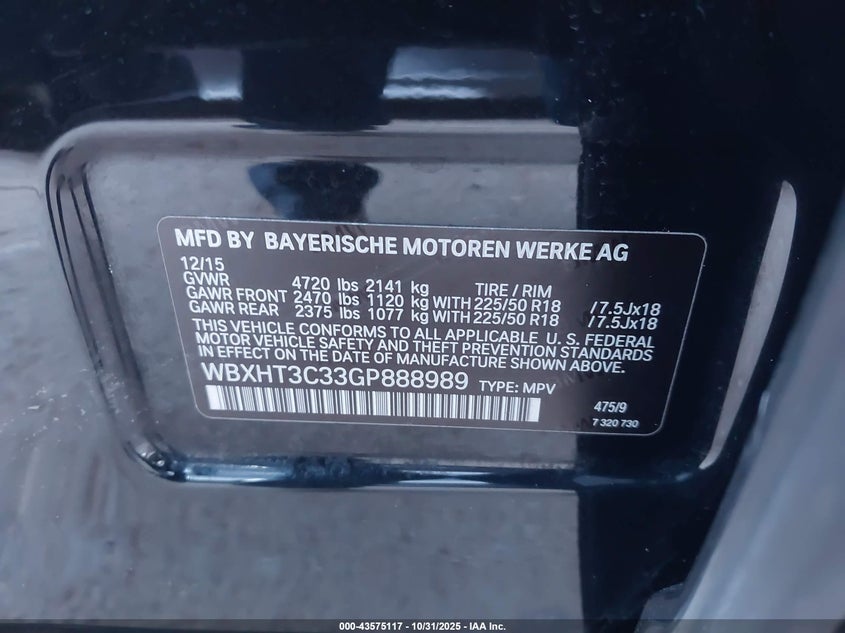 MFD BY BAYERISCHE MOTOREN WERKE AG
12/15
GVWR 4720 lbs 2141 kg TIRE / RIM
GAWR FRONT 2470 lbs 1120 kg WITH 225/50 R18 /7.5Jx18
GAWR REAR 2375 lbs 1077 kg WITH 225/50 R18 /7.5Jx18
THIS VEHICLE CONFORMS TO ALL APPLICABLE U. S. FEDERAL
MOTOR VEHICLE SAFETY AND THEFT PREVENTION STANDARDS
IN EFFECT ON THE DATE OF MANUFACTURE SHOWN ABOVE.
WBXHT3C33GP888989 TYPE: MPV
475/9
7 320 730
000-43575117 - 10/31/2025 - IAA Inc.